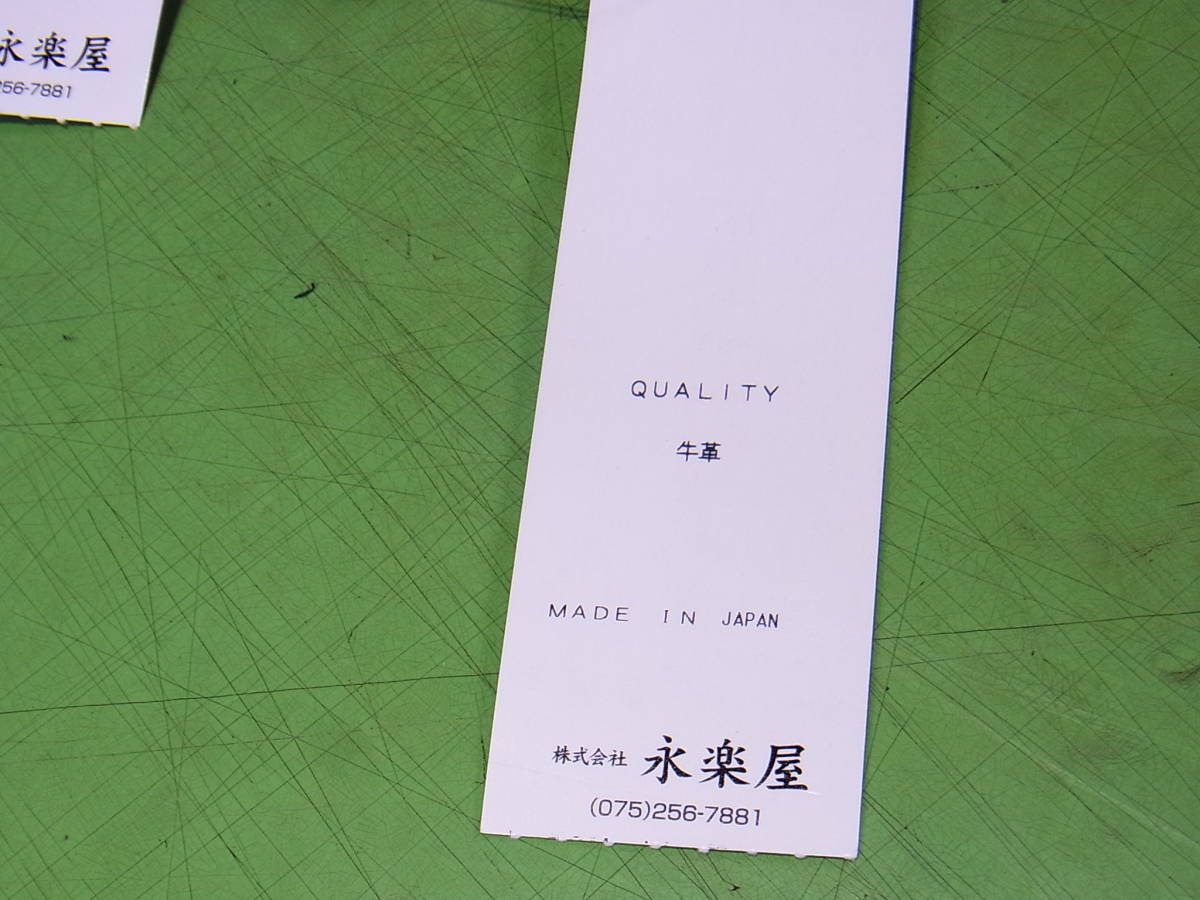 永楽屋
256-7881
QUALITY
牛革
MADE IN JAPAN
株式会社 永楽屋
(075)256-7881